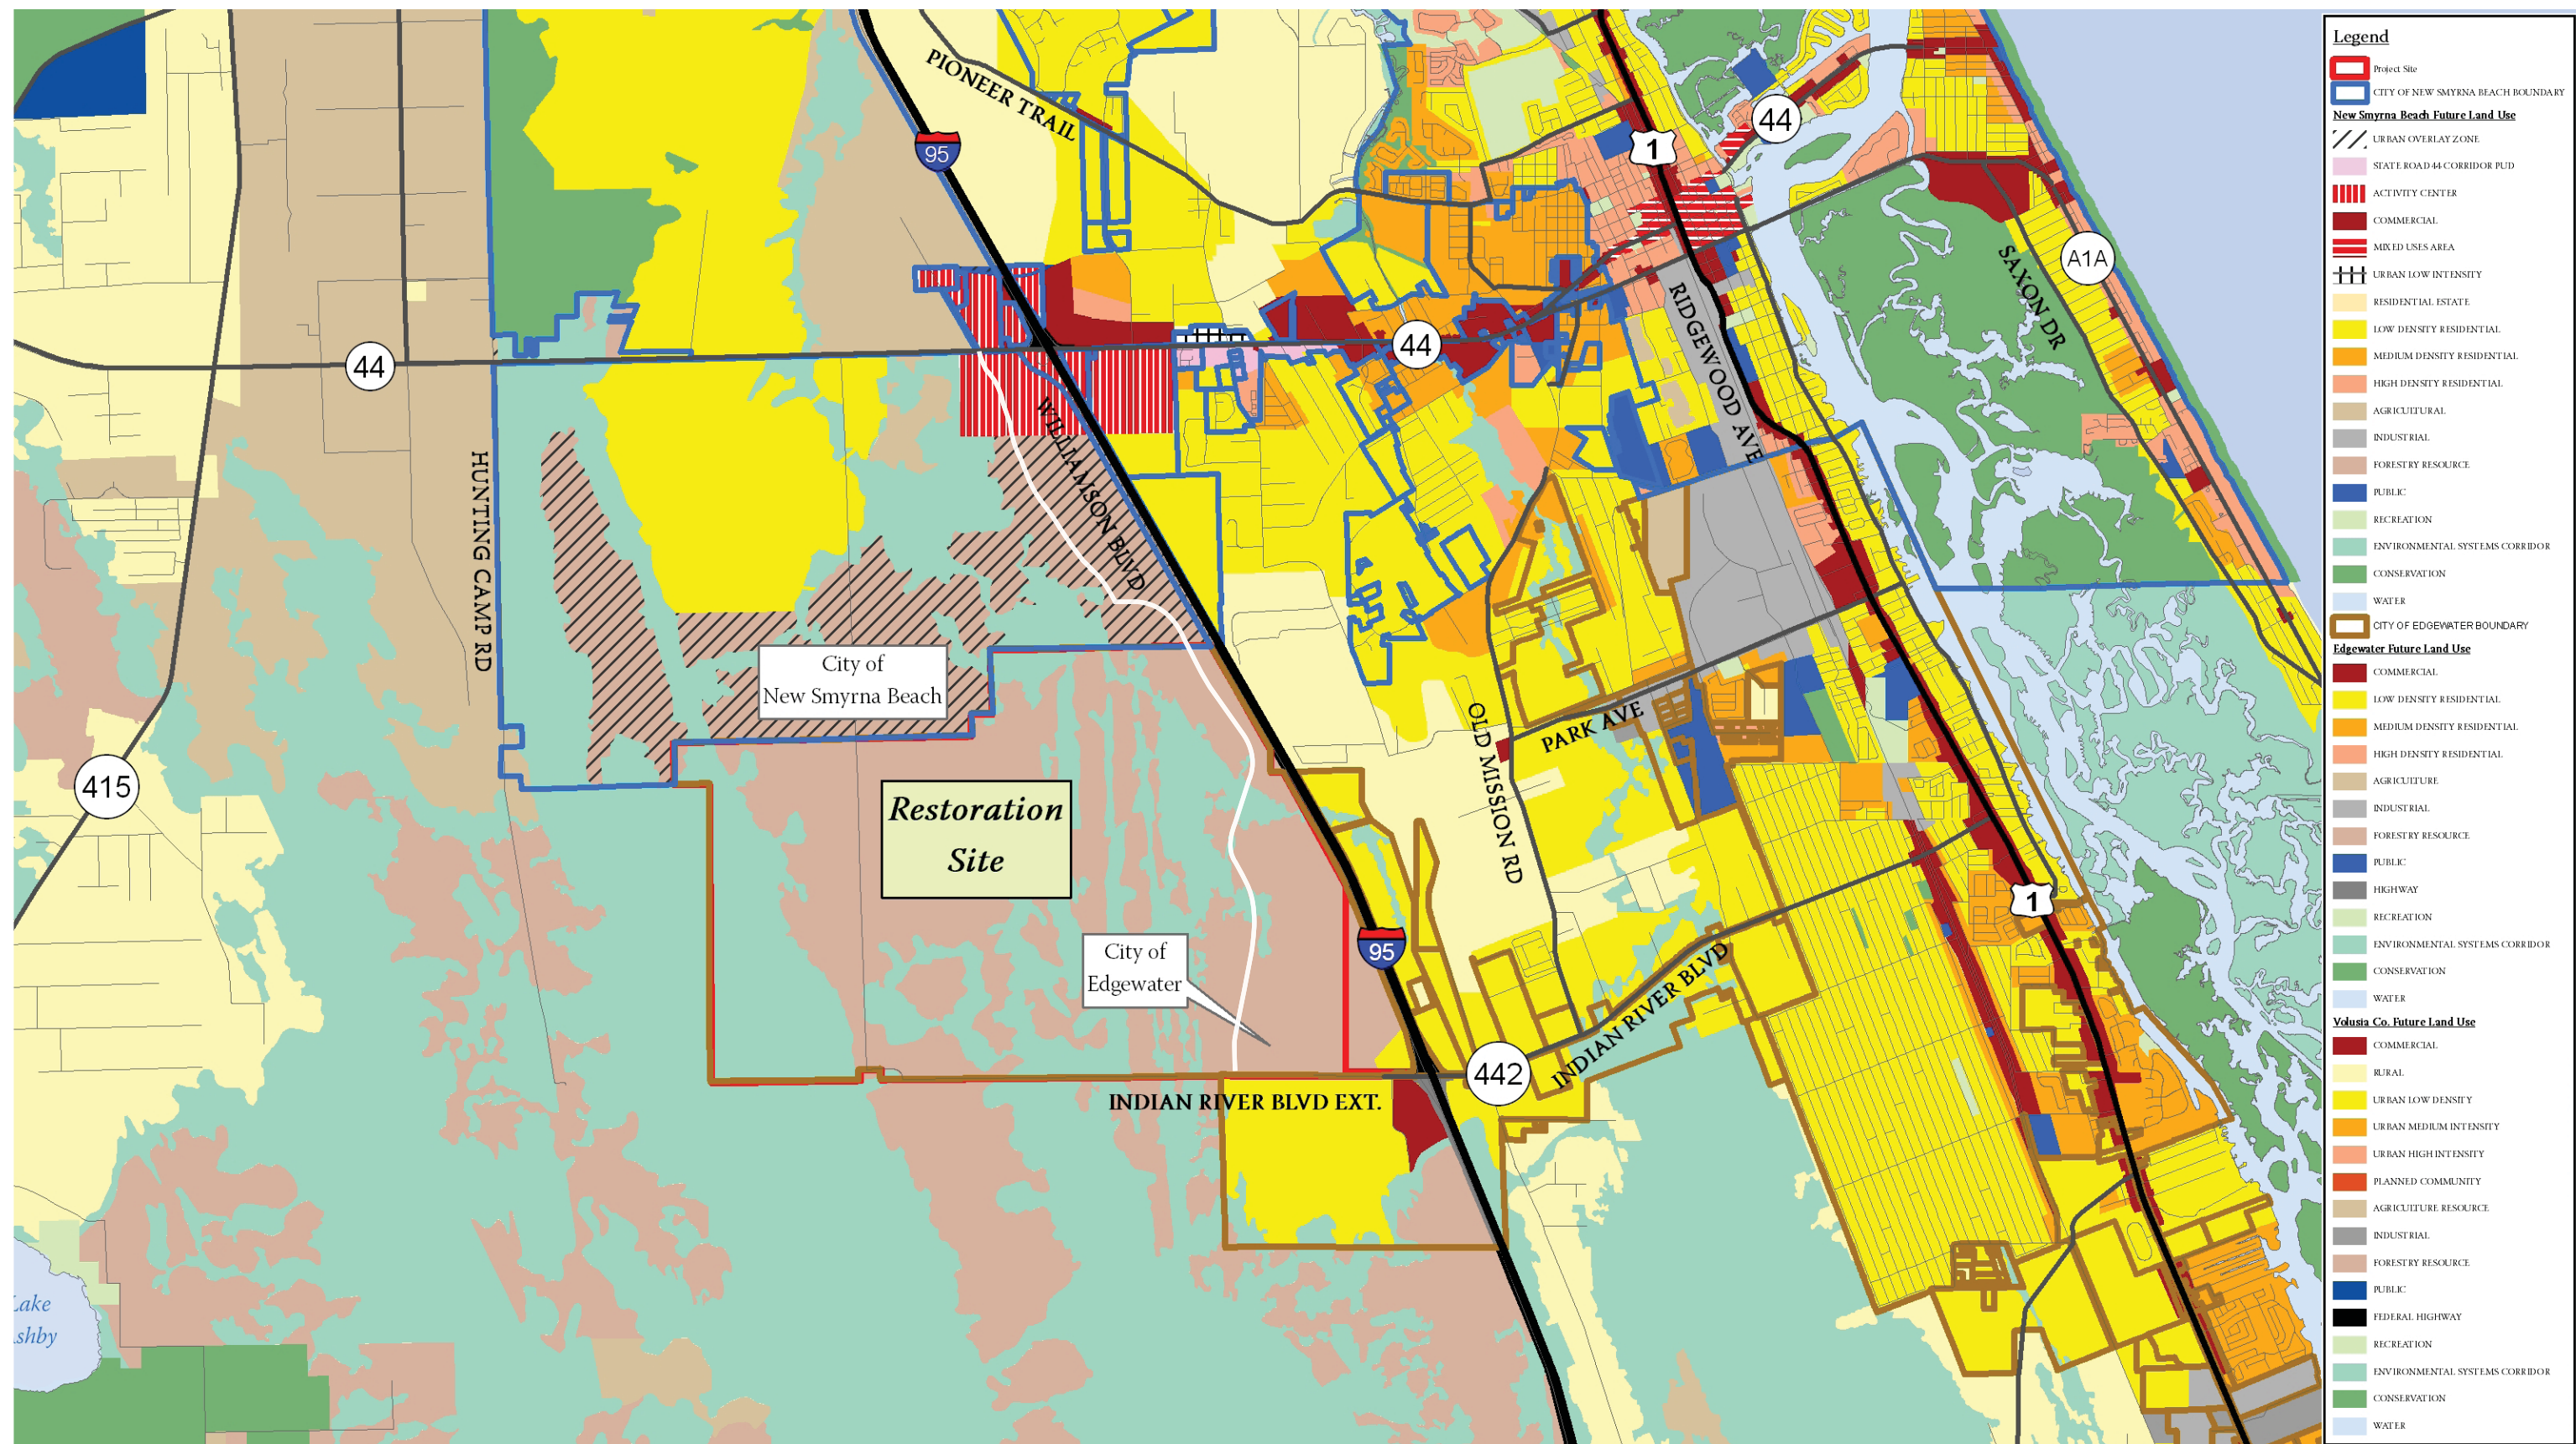 PIONEER TRAIL
95
44
1
A1A
SAXON DR
RIDGEWOOD AVE
44
44
WILLIAMSON BLVD
HUNTING CAMP RD
City of
New Smyrna Beach
415
Restoration
Site
OLD MISSION RD
PARK AVE
City of
Edgewater
95
1
INDIAN RIVER BLVD
442
INDIAN RIVER BLVD EXT.
Lake
shby
Legend
Project Site
CITY OF NEW SMYRNA BEACH BOUNDARY
New Smyrna Beach Future Land Use
URBAN OVERLAY ZONE
STATE ROAD 44 CORRIDOR PUD
ACTIVITY CENTER
COMMERCIAL
MIXED USES AREA
URBAN LOW INTENSITY
RESIDENTIAL ESTATE
LOW DENSITY RESIDENTIAL
MEDIUM DENSITY RESIDENTIAL
HIGH DENSITY RESIDENTIAL
AGRICULTURAL
INDUSTRIAL
FORESTRY RESOURCE
PUBLIC
RECREATION
ENVIRONMENTAL SYSTEMS CORRIDOR
CONSERVATION
WATER
CITY OF EDGEWATER BOUNDARY
Edgewater Future Land Use
COMMERCIAL
LOW DENSITY RESIDENTIAL
MEDIUM DENSITY RESIDENTIAL
HIGH DENSITY RESIDENTIAL
AGRICULTURE
INDUSTRIAL
FORESTRY RESOURCE
PUBLIC
HIGHWAY
RECREATION
ENVIRONMENTAL SYSTEMS CORRIDOR
CONSERVATION
WATER
Volusia Co. Future Land Use
COMMERCIAL
RURAL
URBAN LOW DENSITY
URBAN MEDIUM INTENSITY
URBAN HIGH INTENSITY
PLANNED COMMUNITY
AGRICULTURE RESOURCE
INDUSTRIAL
FORESTRY RESOURCE
PUBLIC
FEDERAL HIGHWAY
RECREATION
ENVIRONMENTAL SYSTEMS CORRIDOR
CONSERVATION
WATER